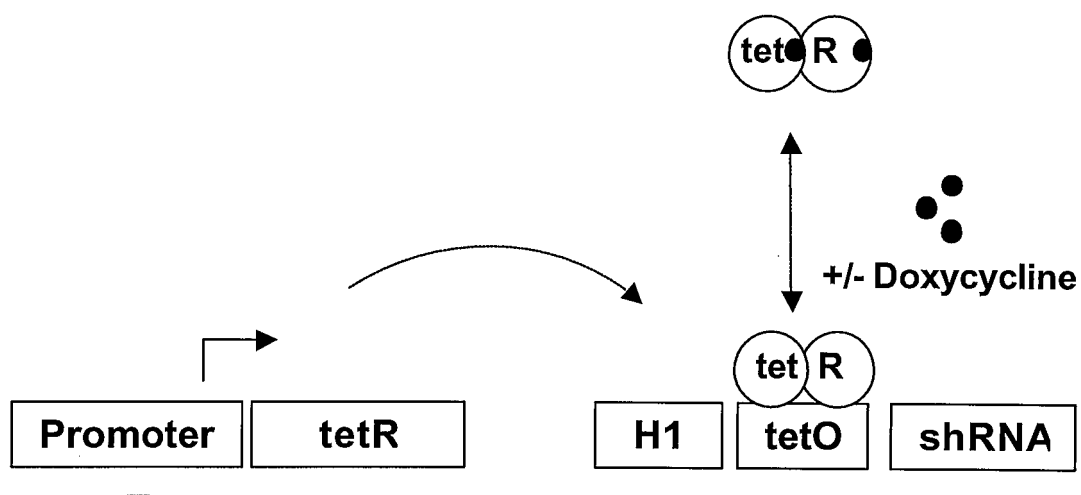 tet R
+/- Doxycycline
tet R
Promoter tetR H1 tetO shRNA